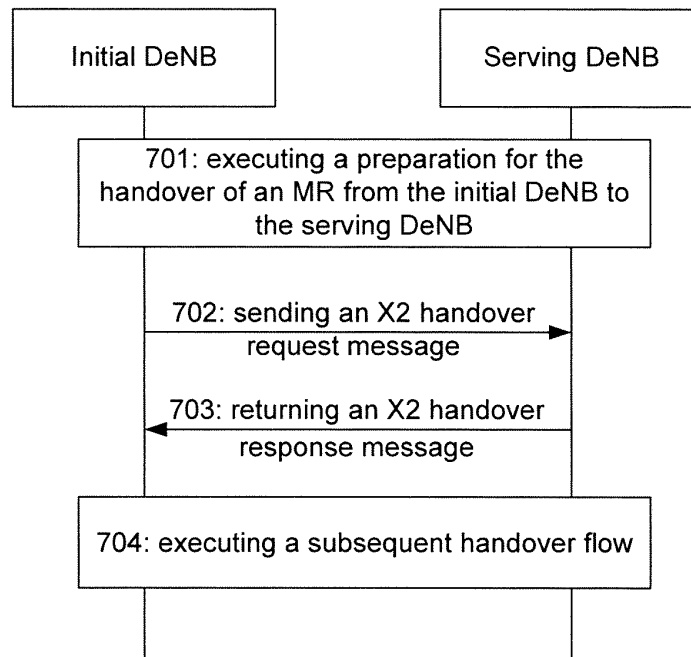 Initial DeNB
Serving DeNB
701: executing a preparation for the
handover of an MR from the initial DeNB to
the serving DeNB
702: sending an X2 handover
request message
703: returning an X2 handover
response message
704: executing a subsequent handover flow